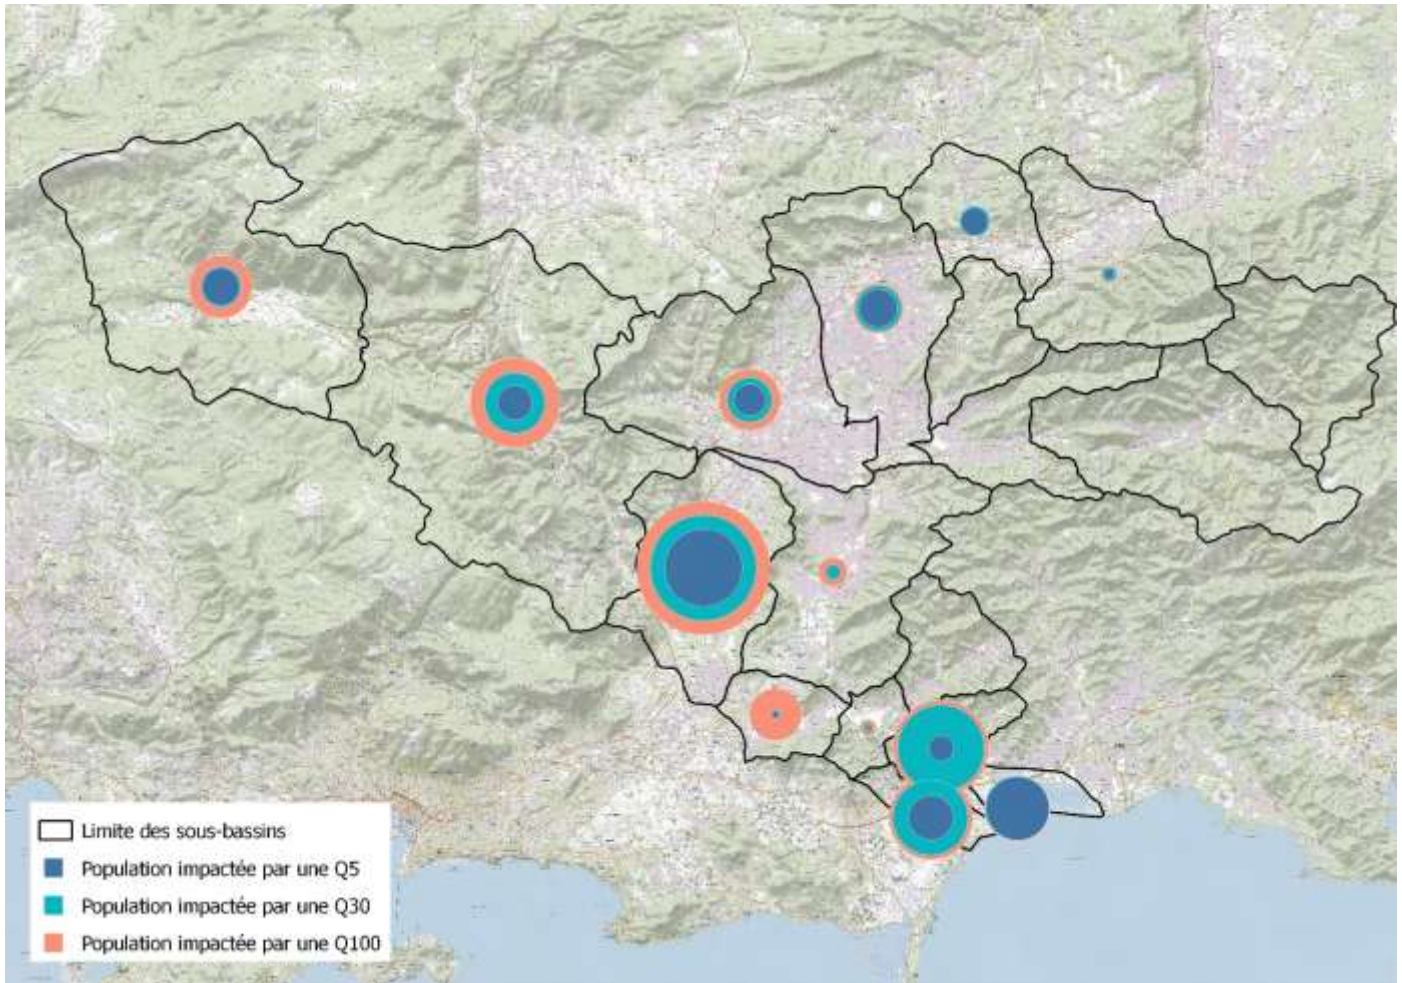 Limite des sous-bassins
Population impactée par une Q5
Population impactée par une Q30
Population impactée par une Q100